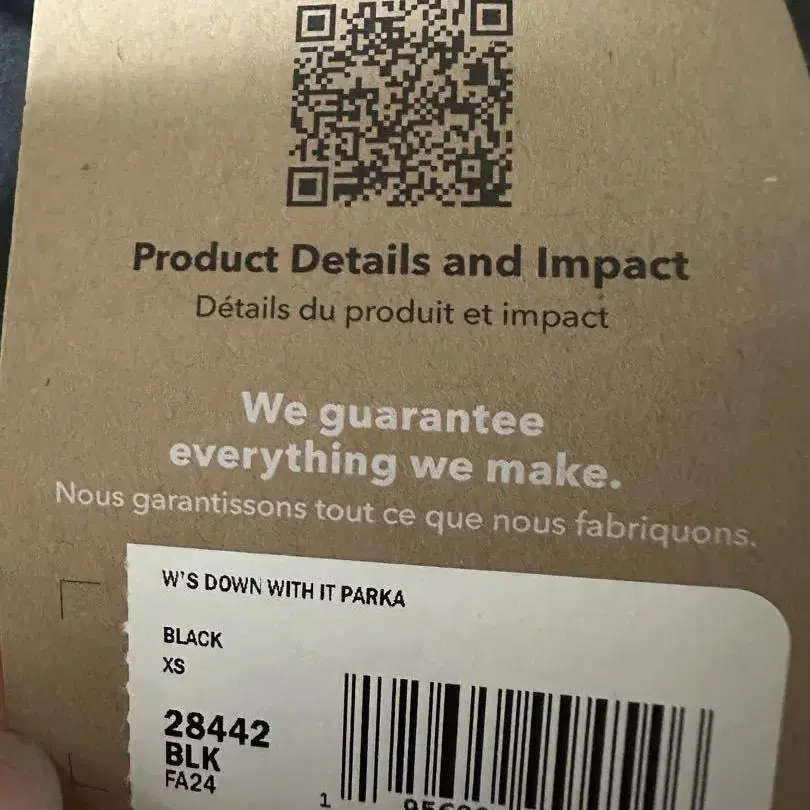 Product Details and Impact
Détails du produit et impact
We guarantee
everything we make.
Nous garantissons tout ce que nous fabriquons.
W'S DOWN WITH IT PARKA
BLACK
XS
28442
BLK
FA24
1